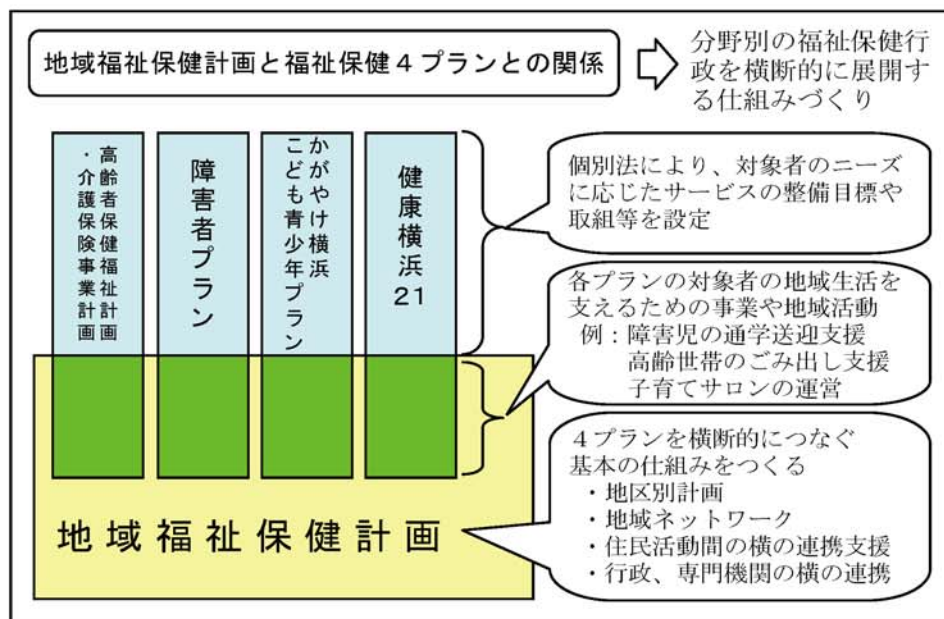 地域福祉保健計画と福祉保健４プランとの関係
分野別の福祉保健行
政を横断的に展開す
る仕組みづくり
高齢者保健福祉計画
・介護保険事業計画
障害者プラン
かがやけ横浜
こども青少年プラン
健康横浜21
個別法により、対象者のニーズ
に応じたサービスの整備目標や
取組等を設定
各プランの対象者の地域生活を
支えるための事業や地域活動
例：障害児の通学送迎支援
高齢世帯のごみ出し支援
子育てサロンの運営
４プランを横断的につなぐ
基本の仕組みをつくる
・地区別計画
・地域ネットワーク
・住民活動間の横の連携支援
・行政、専門機関の横の連携
地域福祉保健計画